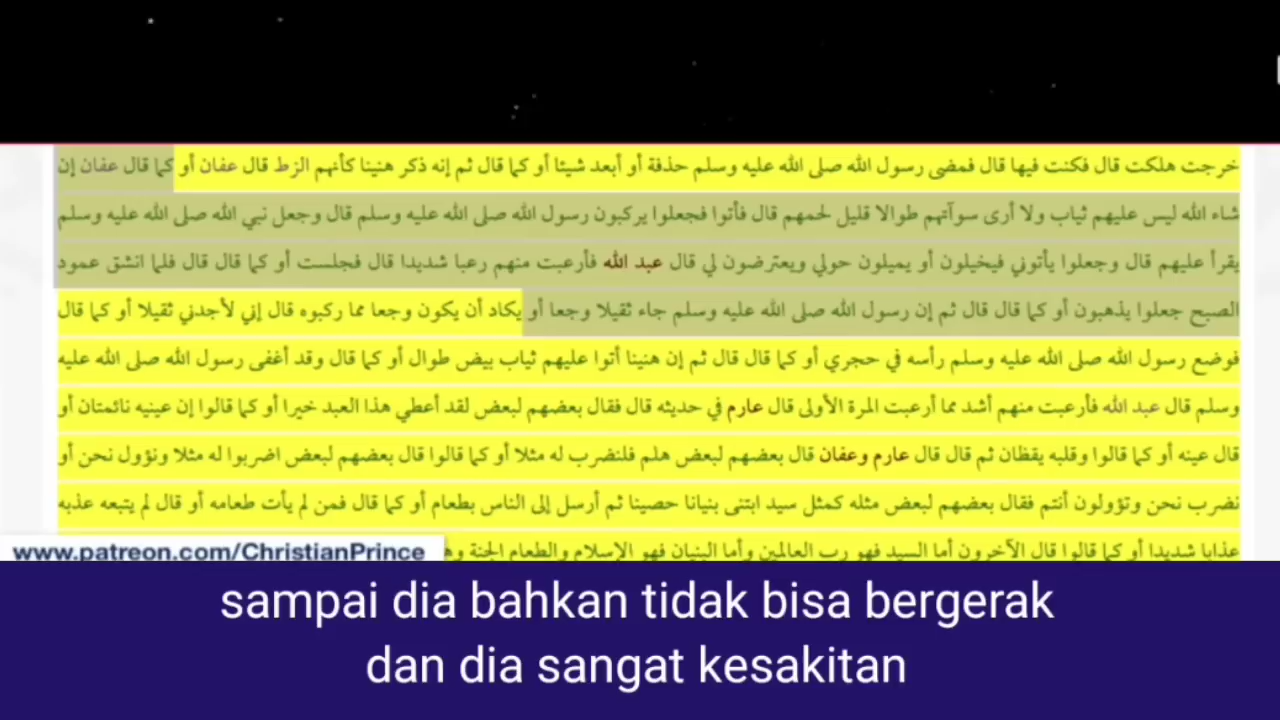 خرجت هلكت قال فكنت فيها قال فمضى رسول الله صلى الله عليه وسلم حذفة أو أبعد شيئا أو كما قال ثم إنه ذكر هنينا كأنهم الزط قال عفان أو كما قال عفان إن
شاء الله ليس عليهم ثياب ولا أرى سوآتهم طوالا قليل لحمهم قال فأتوا فجعلوا يركبون رسول الله صلى الله عليه وسلم قال وجعل نبي الله صلى الله عليه وسلم
يقرأ عليهم قال وجعلوا يأتوني فيخيلون أو يميلون حولي ويعترضون لي قال عبد الله فأرعبت منهم رعبا شديدا قال فجلست أو كما قال قال فلما انشق عمود
الصبح جعلوا يذهبون أو كما قال قال ثم إن رسول الله صلى الله عليه وسلم جاء ثقيلا وجعا أو يكاد أن يكون وجعا مما ركبوه قال إني لأجدني ثقيلا أو كما قال
فوضع رسول الله صلى الله عليه وسلم رأسه في حجري أو كما قال قال ثم إن هنينا أتوا عليهم ثياب بيض طوال أو كما قال وقد أغفى رسول الله صلى الله عليه
وسلم قال عبد الله فأرعبت منهم أشد مما أرعبت المرة الأولى قال عارم في حديثه قال فقال بعضهم لبعض لقد أعطي هذا العبد خيرا أو كما قالوا إن عينيه نائمتان أو
قال عينه أو كما قالوا وقلبه يقظان ثم قال قال عارم وعفان قال بعضهم لبعض هلم فلنضرب له مثلا أو كما قالوا قال بعضهم لبعض اضربوا له مثلا ونؤول نحن أو
نضرب نحن وتؤولون أنتم فقال بعضهم لبعض مثله كمثل سيد ابتنى بنيانا حصينا ثم أرسل إلى الناس بطعام أو كما قال فمن لم يأت طعامه أو قال لم يتبعه عذبه
عذابا شديدا أو كما قالوا قال الآخرون أما السيد فهو رب العالمين وأما البنيان فهو الإسلام والطعام الجنة
www.patreon.com/ChristianPrince
sampai dia bahkan tidak bisa bergerak
dan dia sangat kesakitan